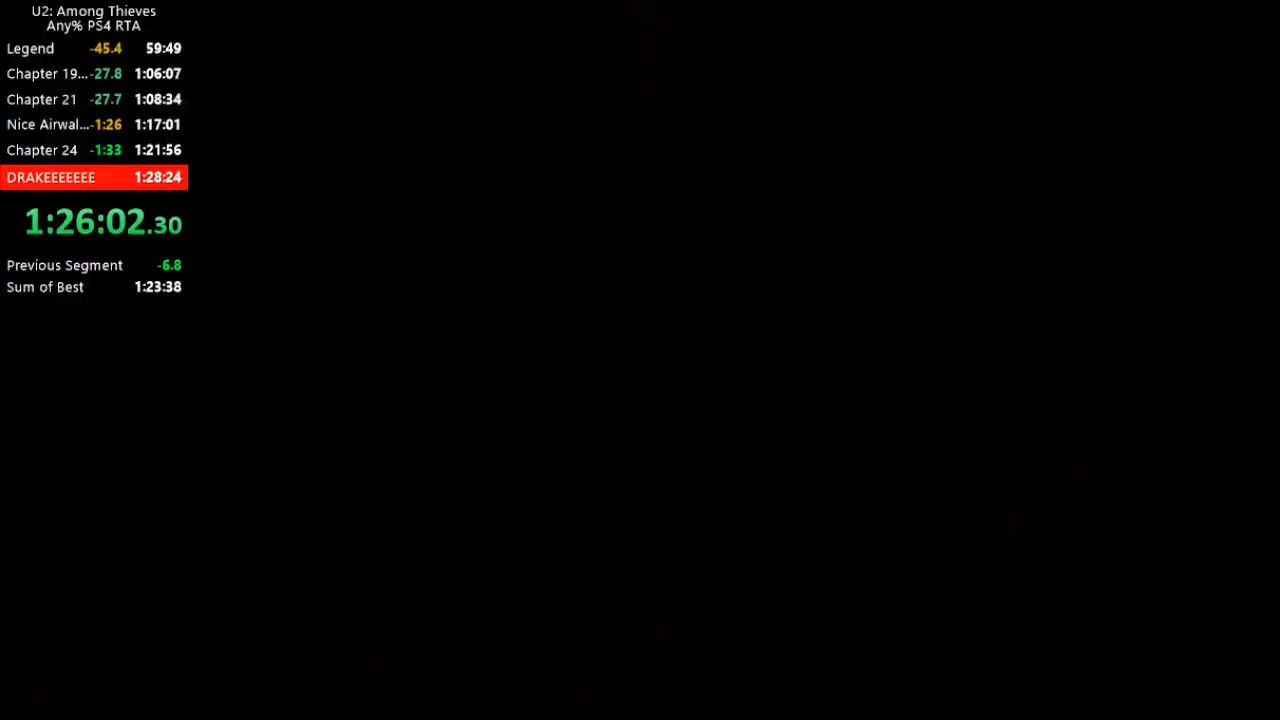 U2: Among Thieves
Any% PS4 RTA
Legend -45.4 59:49
Chapter 19...-27.8 1:06:07
Chapter 21 -27.7 1:08:34
Nice Airwal...-1:26 1:17:01
Chapter 24 -1:33 1:21:56
DRAKEEEEEEE 1:28:24
1:26:02.30
Previous Segment -6.8
Sum of Best 1:23:38